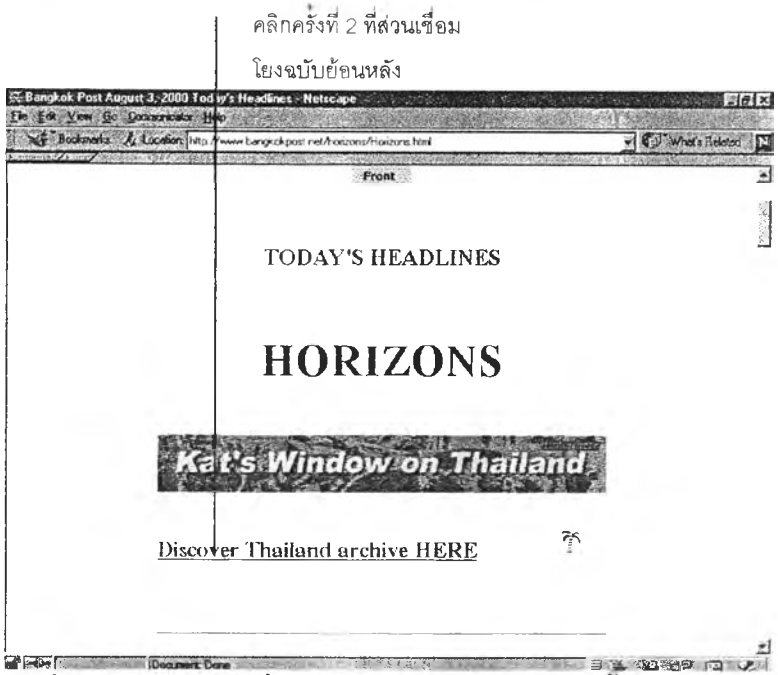 คลิกครั้งที่ 2 ที่ส่วนเชื่อม
โยงฉบับย้อนหลัง
Bangkok Post August 3, 2000 Today's Headlines - Netscape
File Edit View Go Communicator Help
Bookmarks Location: http://www.bangkokpost.net/horizons/Horizons.html What's Related
Front
TODAY'S HEADLINES
HORIZONS
Kat's Window on Thailand
Discover Thailand archive HERE
Document: Done